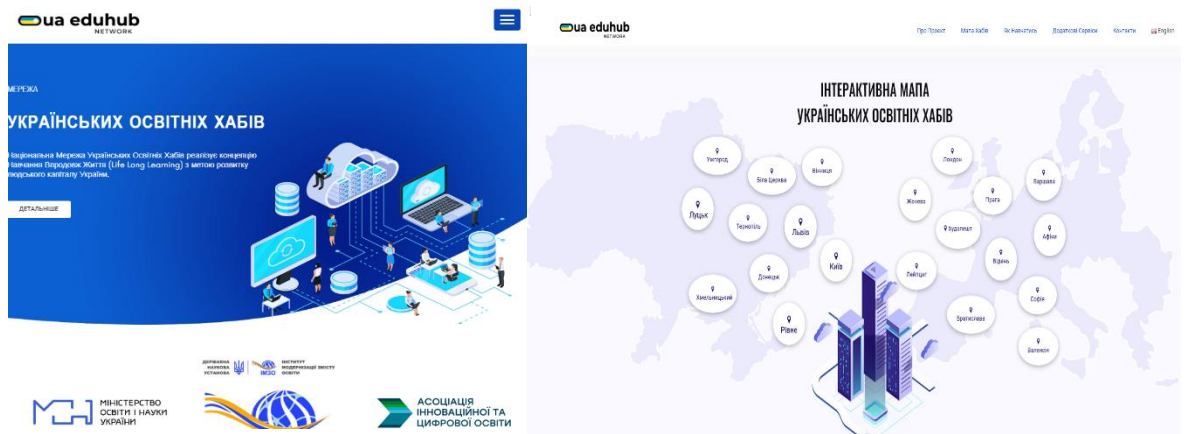 ua eduhub
NETWORK
МЕРЕЖА
УКРАЇНСЬКИХ ОСВІТНІХ ХАБІВ
Національна Мережа Українських Освітніх Хабів реалізує концепцію
Навчання Впродовж Життя (Life Long Learning) з метою розвитку
людського капіталу України.
ДЕТАЛЬНІШЕ
ДЕРЖАВНА
НАУКОВА
УСТАНОВА
ІМЗО
ІНСТИТУТ
МОДЕРНІЗАЦІЇ ЗМІСТУ
ОСВІТИ
МІНІСТЕРСТВО
ОСВІТИ І НАУКИ
УКРАЇНИ
АСОЦІАЦІЯ
ІННОВАЦІЙНОЇ ТА
ЦИФРОВОЇ ОСВІТИ
ua eduhub
NETWORK
Про Проєкт Мапа Хабів Як Навчатись Додаткові Сервіси Контакти English
ІНТЕРАКТИВНА МАПА
УКРАЇНСЬКИХ ОСВІТНІХ ХАБІВ
Ужгород
Біла Церква
Вінниця
Луцьк
Тернопіль
Львів
Київ
Донецьк
Хмельницький
Рівне
Лондон
Варшава
Женева
Прага
Будапешт
Афіни
Відень
Лейпциг
Софія
Братислава